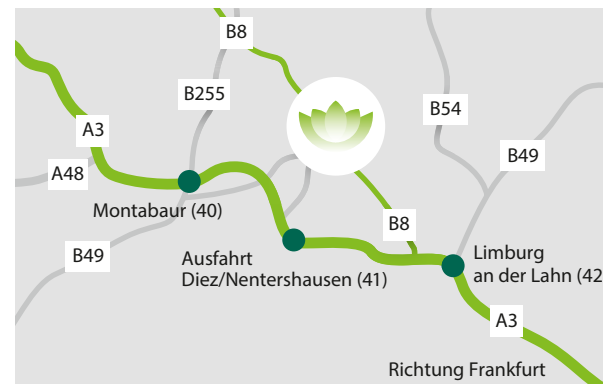 B8
B255
A3
B54
A48
B49
Montabaur (40)
B49
Ausfahrt
Diez/Nentershausen (41)
B8
Limburg
an der Lahn (42
A3
Richtung Frankfurt